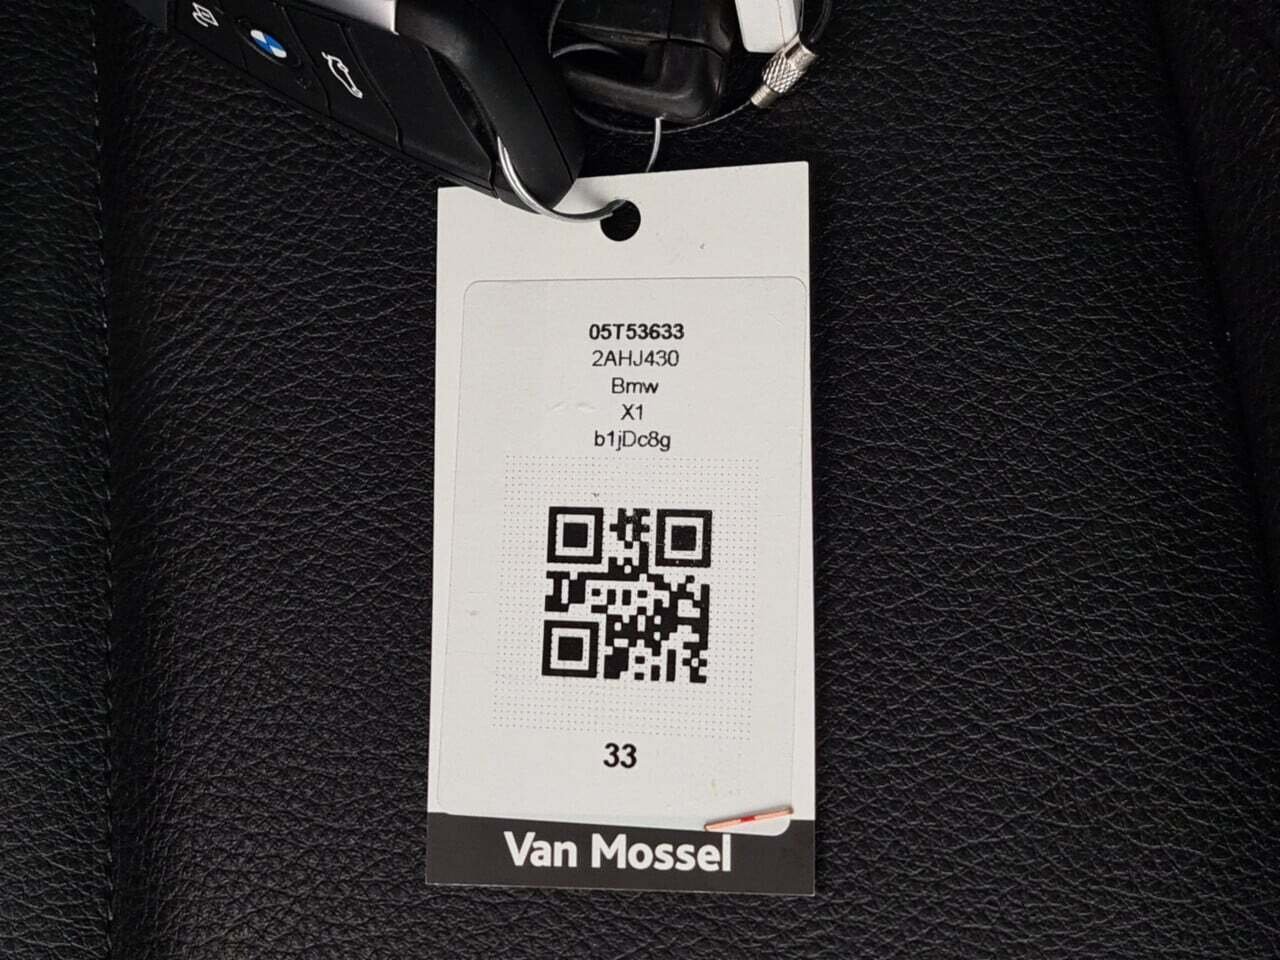 05T53633
2AHJ430
Bmw
X1
b1jDc8g
33
Van Mossel